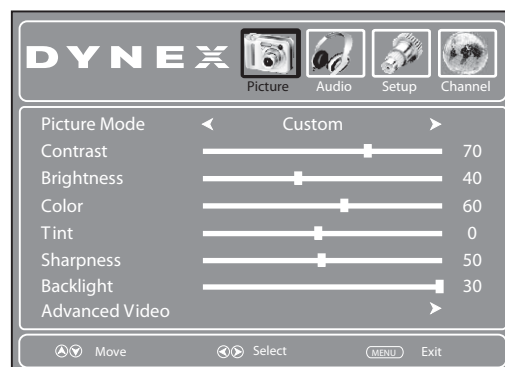 DYNEX
Picture Audio Setup Channel
Picture Mode Custom
Contrast 70
Brightness 40
Color 60
Tint 0
Sharpness 50
Backlight 30
Advanced Video
Move Select MENU Exit